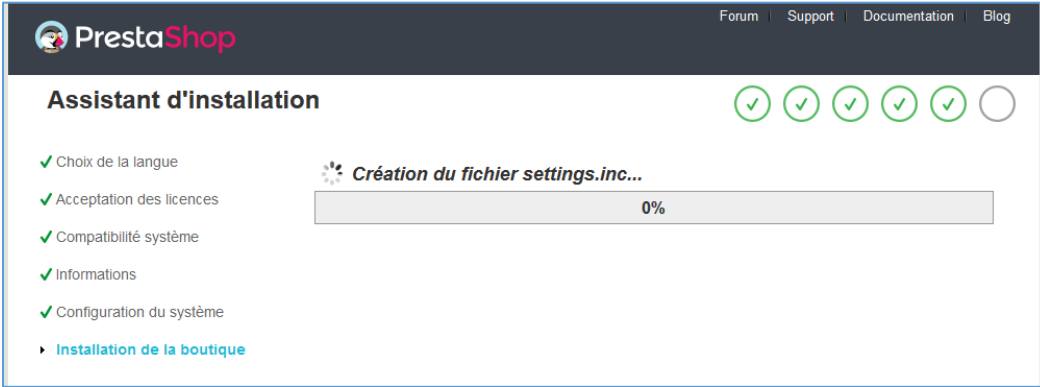 Forum Support Documentation Blog
PrestaShop
Assistant d'installation
Choix de la langue
Acceptation des licences
Compatibilité système
Informations
Configuration du système
Installation de la boutique
Création du fichier settings.inc...
0%